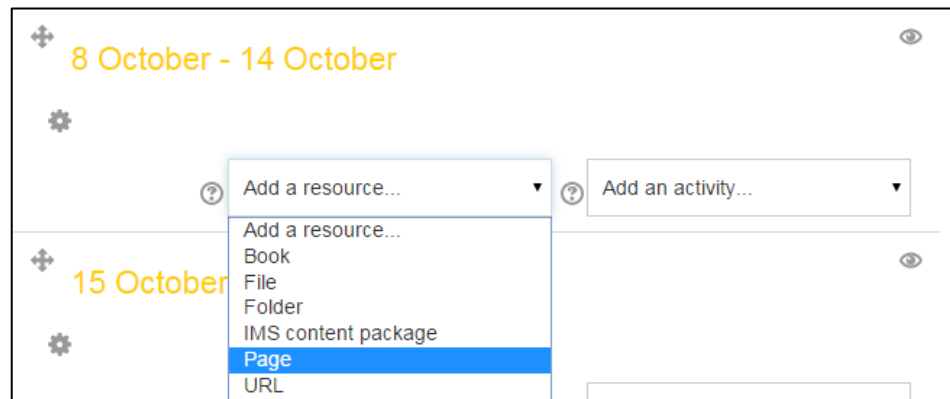 8 October - 14 October
Add a resource...
Add an activity...
Add a resource...
Book
File
Folder
IMS content package
Page
URL
15 October